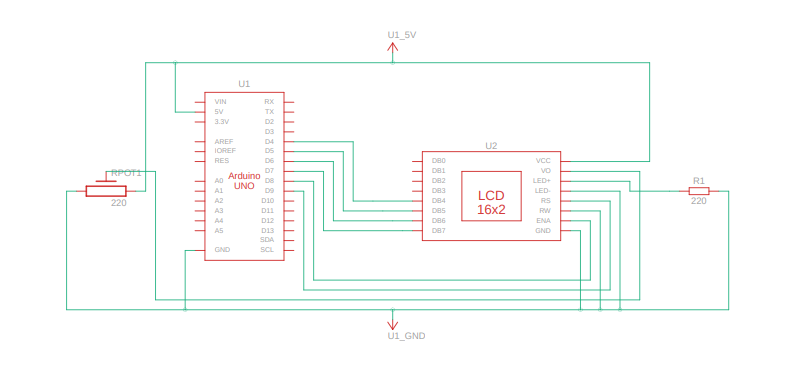 U1_5V
U1
VIN
5V
3.3V
AREF
IOREF
RES
A0
A1
A2
A3
A4
A5
GND
Arduino
UNO
RX
TX
D2
D3
D4
D5
D6
D7
D8
D9
D10
D11
D12
D13
SDA
SCL
RPOT1
220
U2
DB0
DB1
DB2
DB3
DB4
DB5
DB6
DB7
LCD
16x2
VCC
VO
LED+
LED-
RS
RW
ENA
GND
R1
220
U1_GND